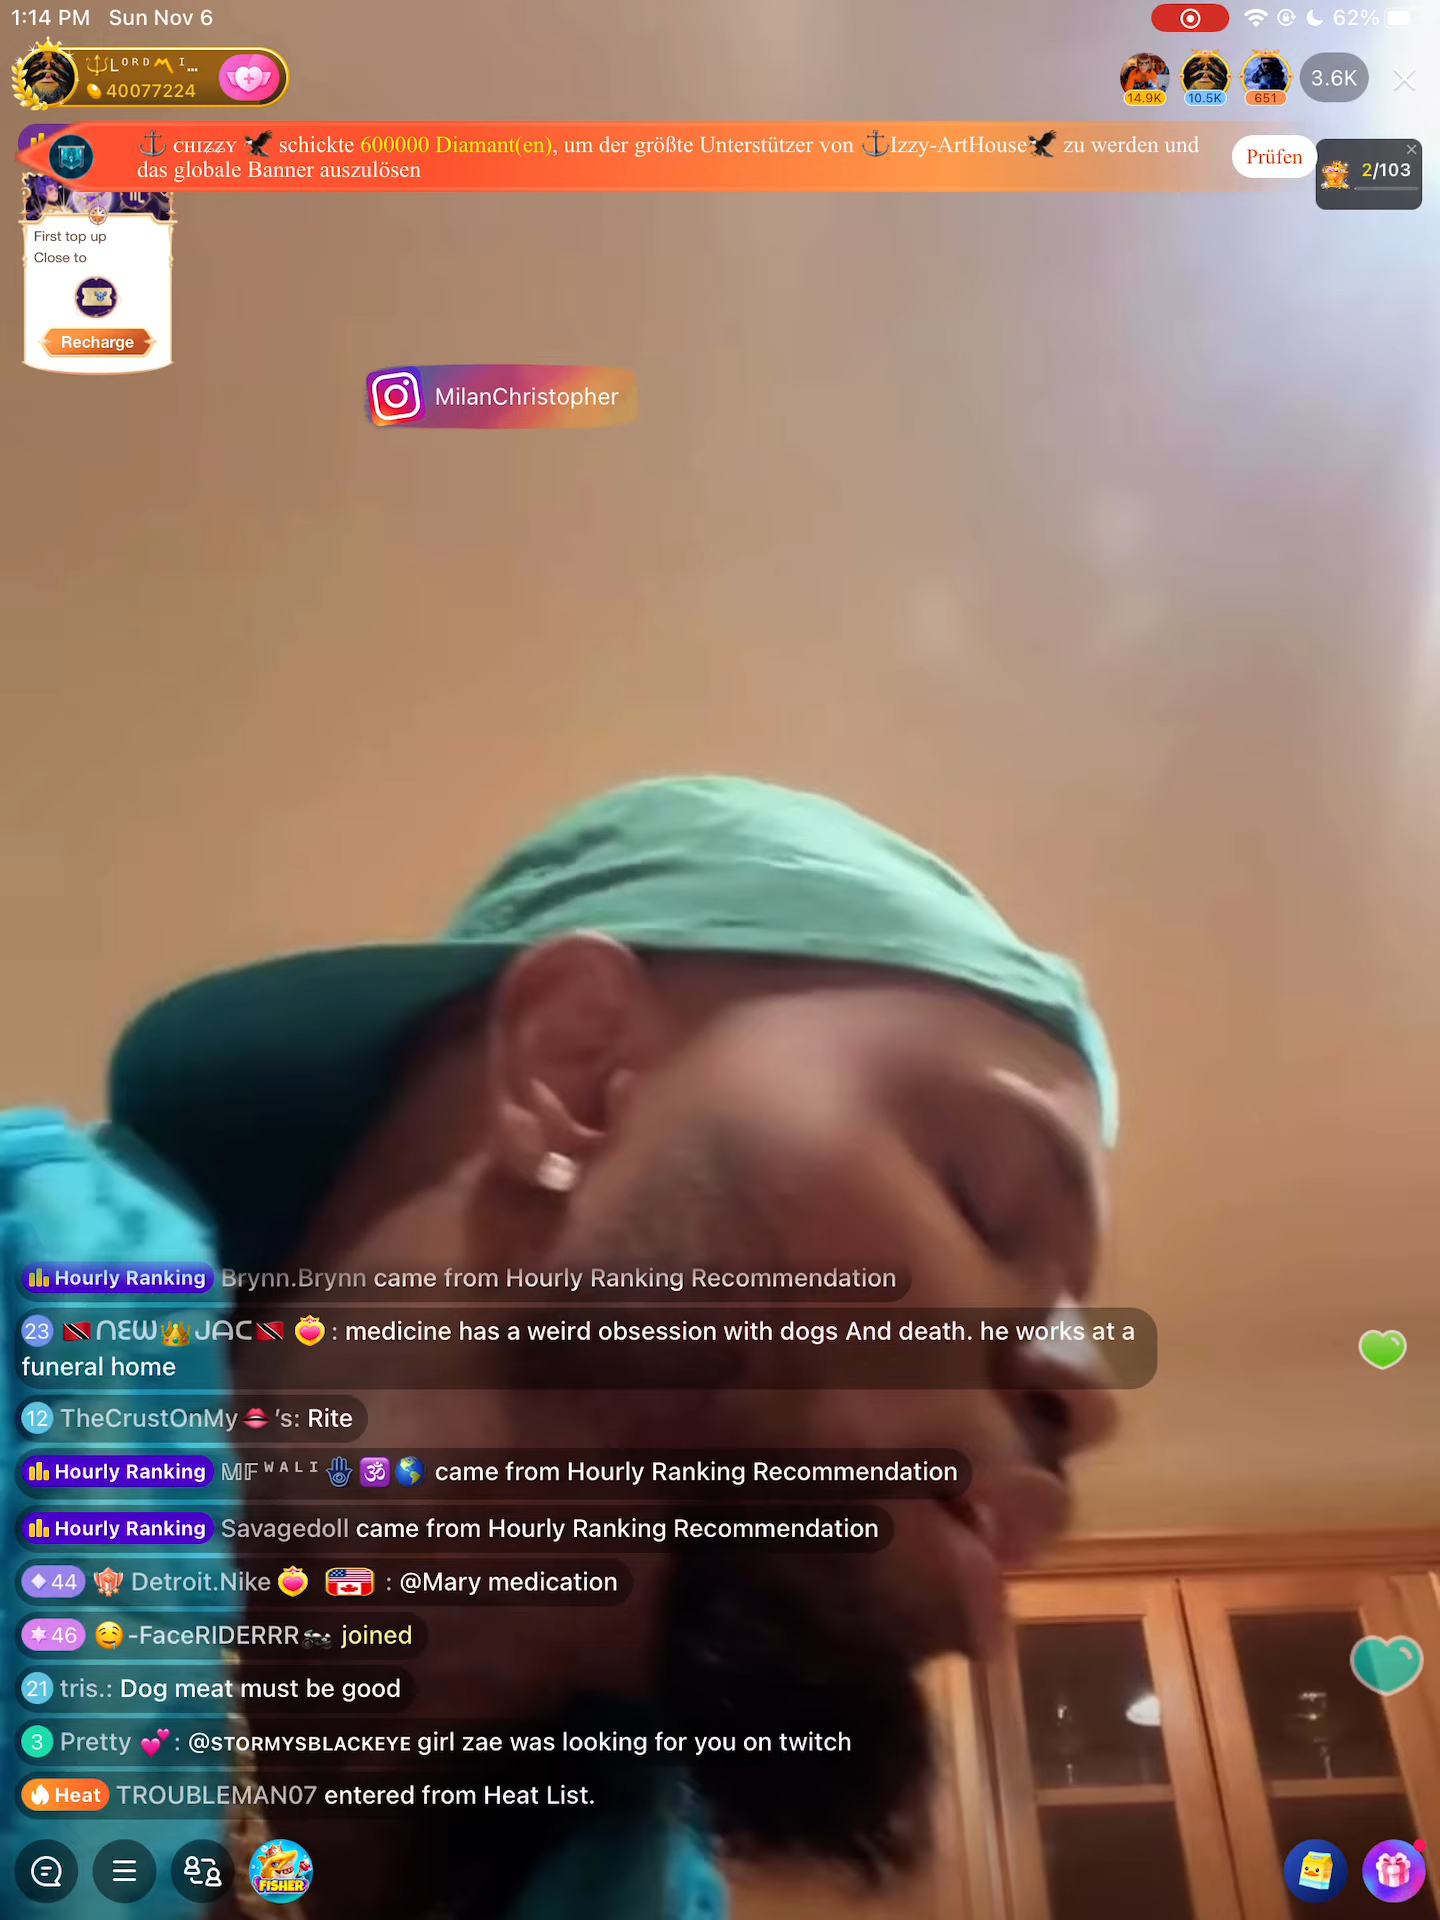 1:14 PM Sun Nov 6
62%
Lᴼᴿᴰ ᴵ...
40077224
14.9K
10.5K
651
3.6K
⚓ ᴄʜɪᴢᴢʏ 🦅 schickte 600000 Diamant(en), um der größte Unterstützer von ⚓Izzy-ArtHouse🦅 zu werden und
das globale Banner auszulösen
Prüfen
2/103
First top up
Close to
Recharge
MilanChristopher
Hourly Ranking Brynn.Brynn came from Hourly Ranking Recommendation
23 🇹🇹ᑎᗴᗯ👑ᒍᗩᑕ🇹🇹 : medicine has a weird obsession with dogs And death. he works at a
funeral home
12 TheCrustOnMy👄's: Rite
Hourly Ranking 𝕄𝔽ᵂᴬᴸᴵ🪬🕉🌎 came from Hourly Ranking Recommendation
Hourly Ranking Savagedoll came from Hourly Ranking Recommendation
44 Detroit.Nike : @Mary medication
46 🤤-FaceRIDERRR🏍 joined
21 tris.: Dog meat must be good
3 Pretty 💕: @ꜱᴛᴏʀᴍʏꜱʙʟᴀᴄᴋᴇʏᴇ girl zae was looking for you on twitch
Heat TROUBLEMAN07 entered from Heat List.
FISHER